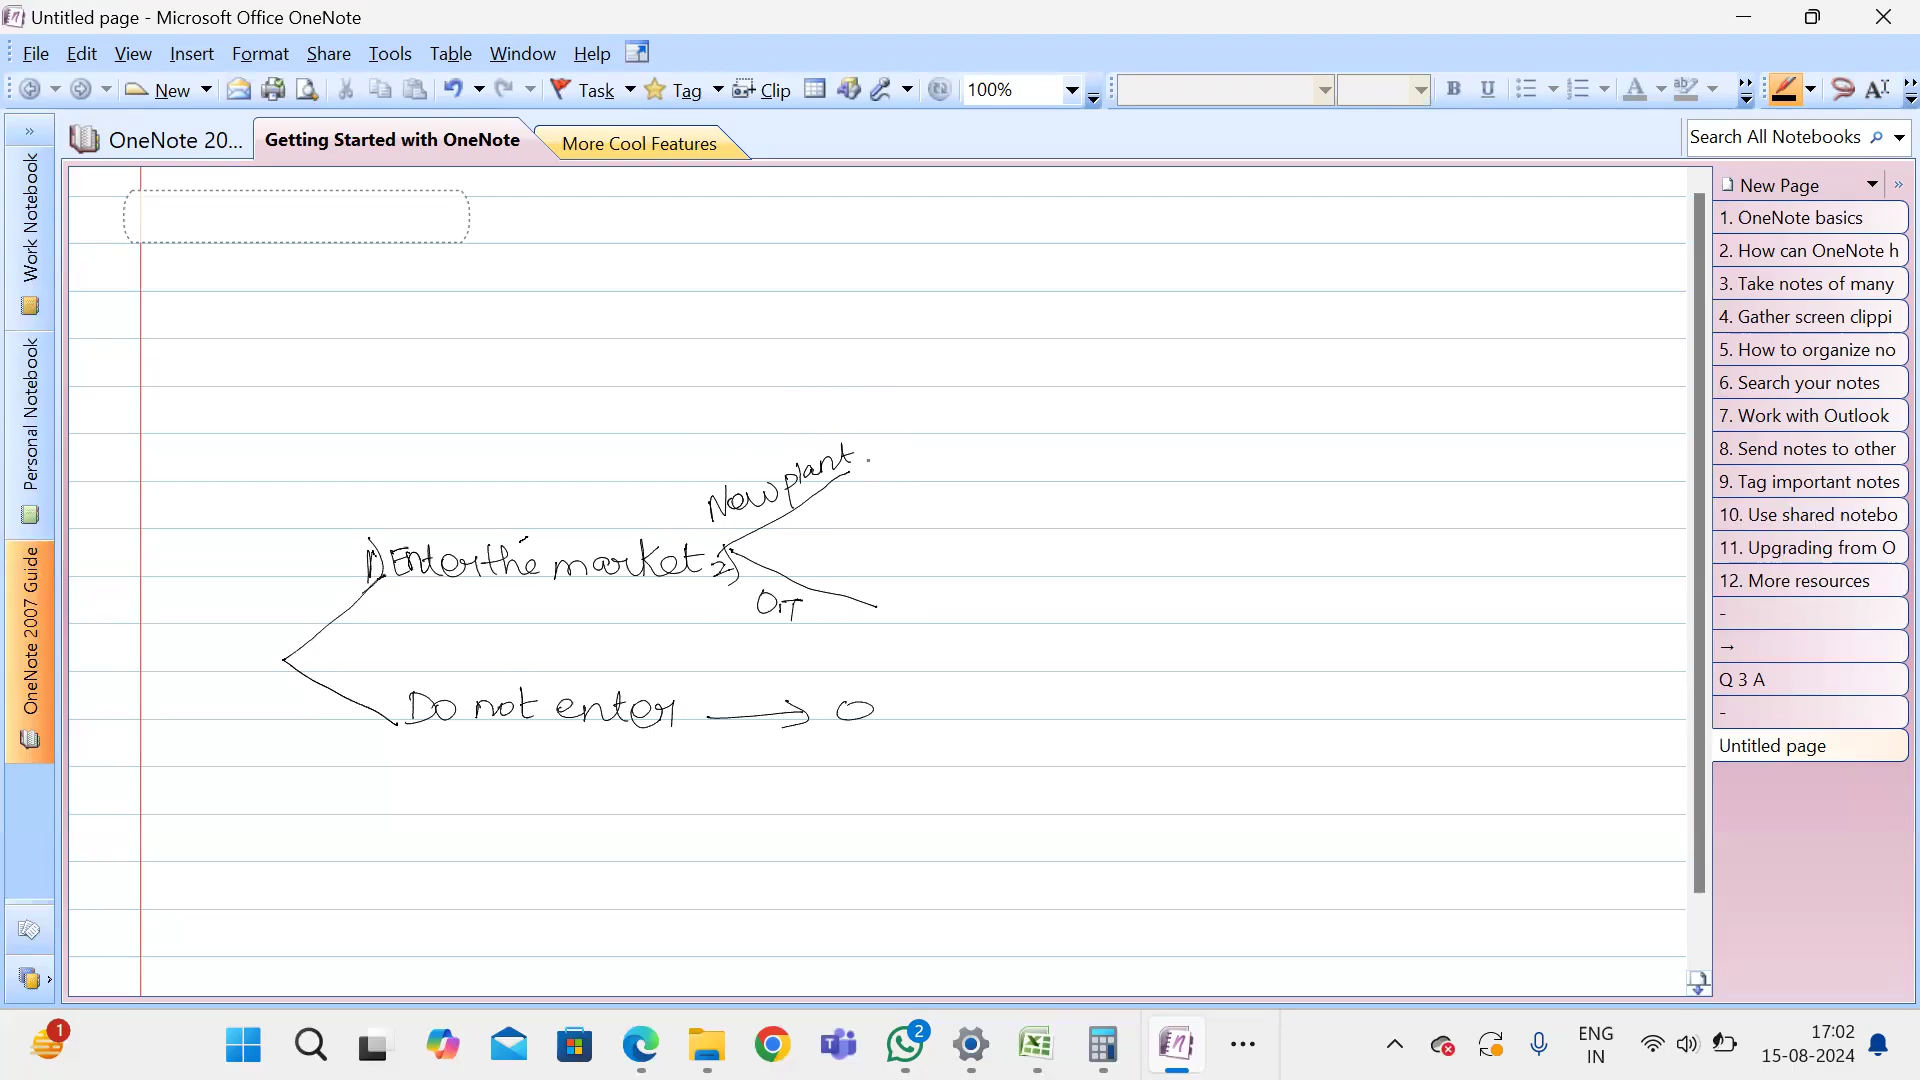 Untitled page - Microsoft Office OneNote
File Edit View Insert Format Share Tools Table Window Help
New Task Tag Clip 100% B U
OneNote 20... Getting Started with OneNote More Cool Features Search All Notebooks
Work Notebook
Personal Notebook
OneNote 2007 Guide
New Page
1. OneNote basics
2. How can OneNote h
3. Take notes of many
4. Gather screen clippi
5. How to organize no
6. Search your notes
7. Work with Outlook
8. Send notes to other
9. Tag important notes
10. Use shared notebo
11. Upgrading from O
12. More resources
-
→
Q 3 A
-
Untitled page
New plant.
1) Enter the market 2)
Do not enter → 0
1
2
ENG
IN
17:02
15-08-2024